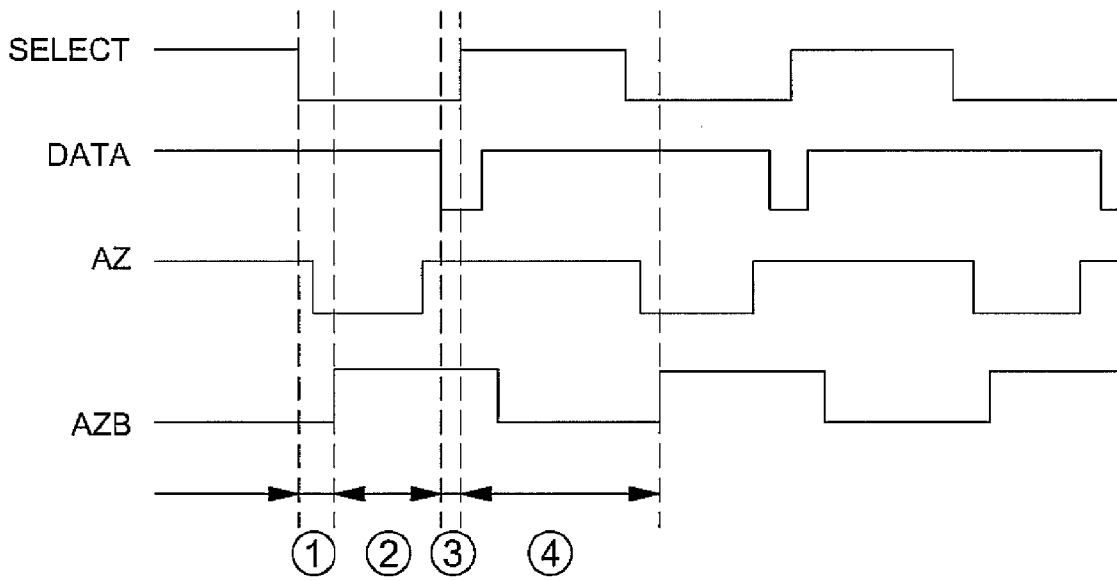 SELECT
DATA
AZ
AZB
① ② ③ ④